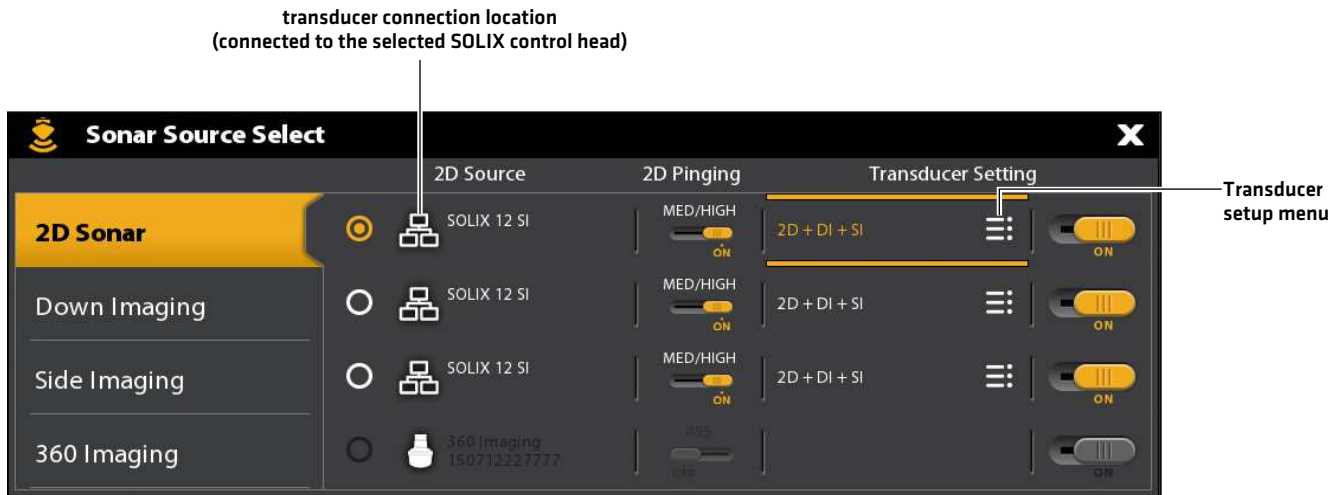 transducer connection location
(connected to the selected SOLIX control head)
Sonar Source Select
X
2D Source 2D Pinging Transducer Setting
Transducer
setup menu
2D Sonar SOLIX 12 SI MED/HIGH ON 2D + DI + SI ON
Down Imaging SOLIX 12 SI MED/HIGH ON 2D + DI + SI ON
Side Imaging SOLIX 12 SI MED/HIGH ON 2D + DI + SI ON
360 Imaging 360 Imaging 455 ON
150712227777